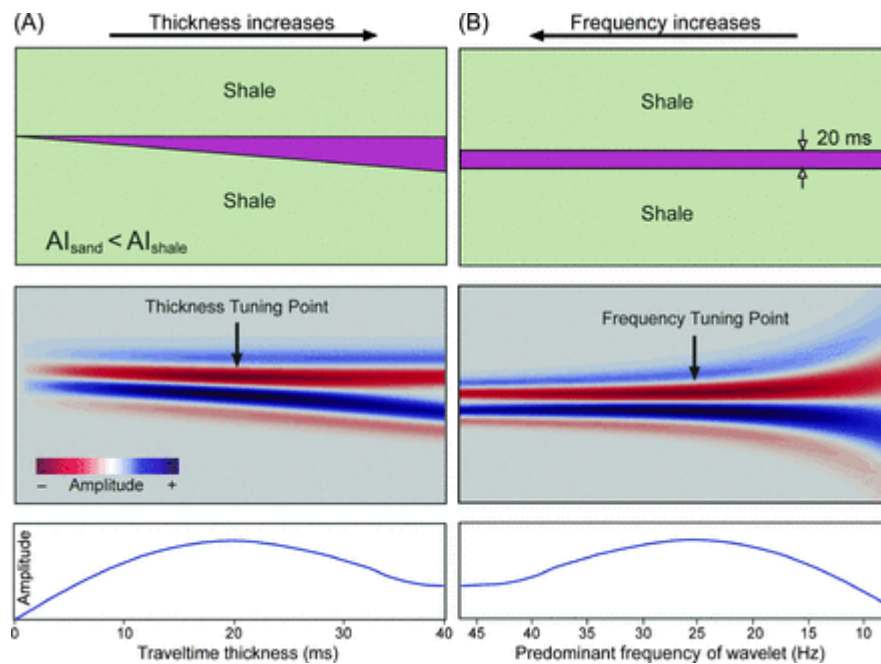 (A)
Thickness increases
Shale
Shale
AIsand < AIshale
Thickness Tuning Point
– Amplitude +
Amplitude
0 10 20 30 40
Traveltime thickness (ms)
(B)
Frequency increases
Shale
20 ms
Shale
Frequency Tuning Point
45 40 35 30 25 20 15 10
Predominant frequency of wavelet (Hz)